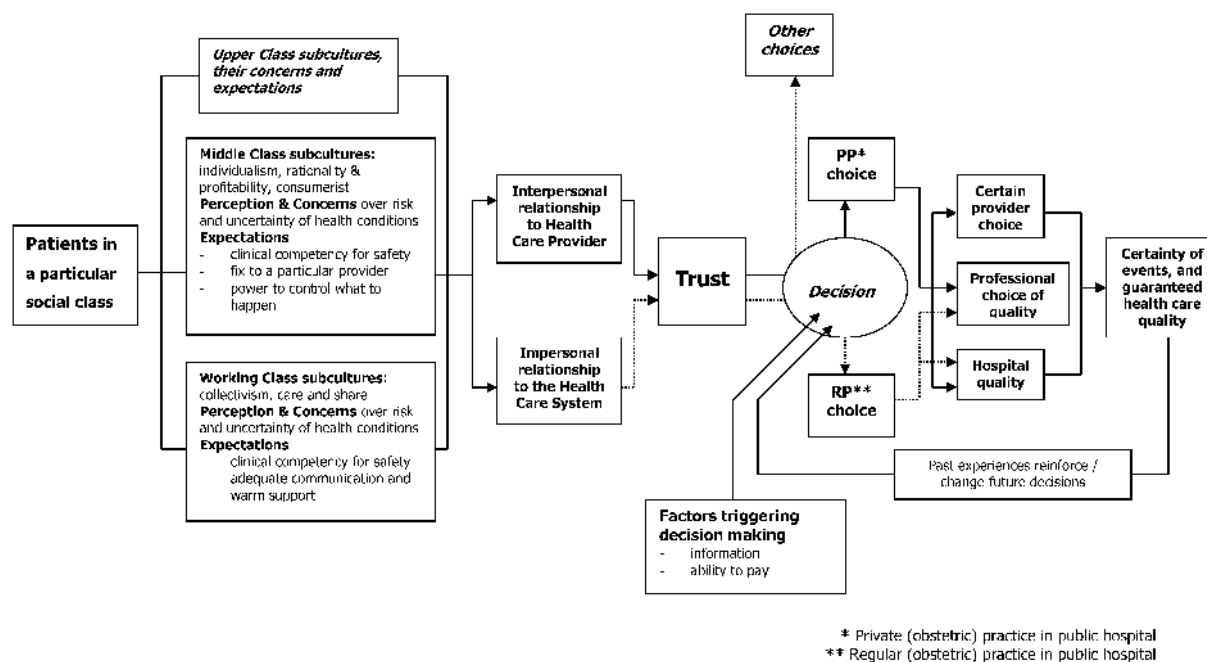 Upper Class subcultures,
their concerns and
expectations
Middle Class subcultures:
individualism, rationality &
profitability, consumerist
Perception & Concerns over risk
and uncertainty of health conditions
Expectations
- clinical competency for safety
- fix to a particular provider
- power to control what to
happen
Working Class subcultures:
collectivism, care and share
Perception & Concerns over risk
and uncertainty of health conditions
Expectations
clinical competency for safety
adequate communication and
warm support
Patients in
a particular
social class
Interpersonal
relationship
to Health
Care Provider
Impersonal
relationship
to the Health
Care System
Trust
Other
choices
Decision
PP*
choice
RP**
choice
Certain
provider
choice
Professional
choice of
quality
Hospital
quality
Certainty of
events, and
guaranteed
health care
quality
Past experiences reinforce /
change future decisions
Factors triggering
decision making
- information
- ability to pay
* Private (obstetric) practice in public hospital
** Regular (obstetric) practice in public hospital